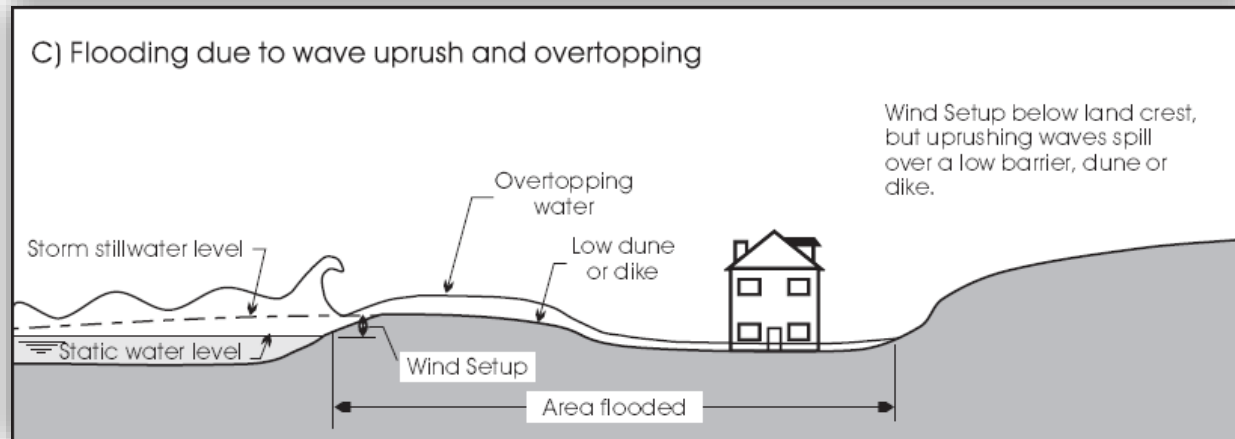 C) Flooding due to wave uprush and overtopping
Wind Setup below land crest,
but uprushing waves spill
over a low barrier, dune or
dike.
Overtopping
water
Storm stillwater level
Low dune
or dike
Static water level
Wind Setup
Area flooded